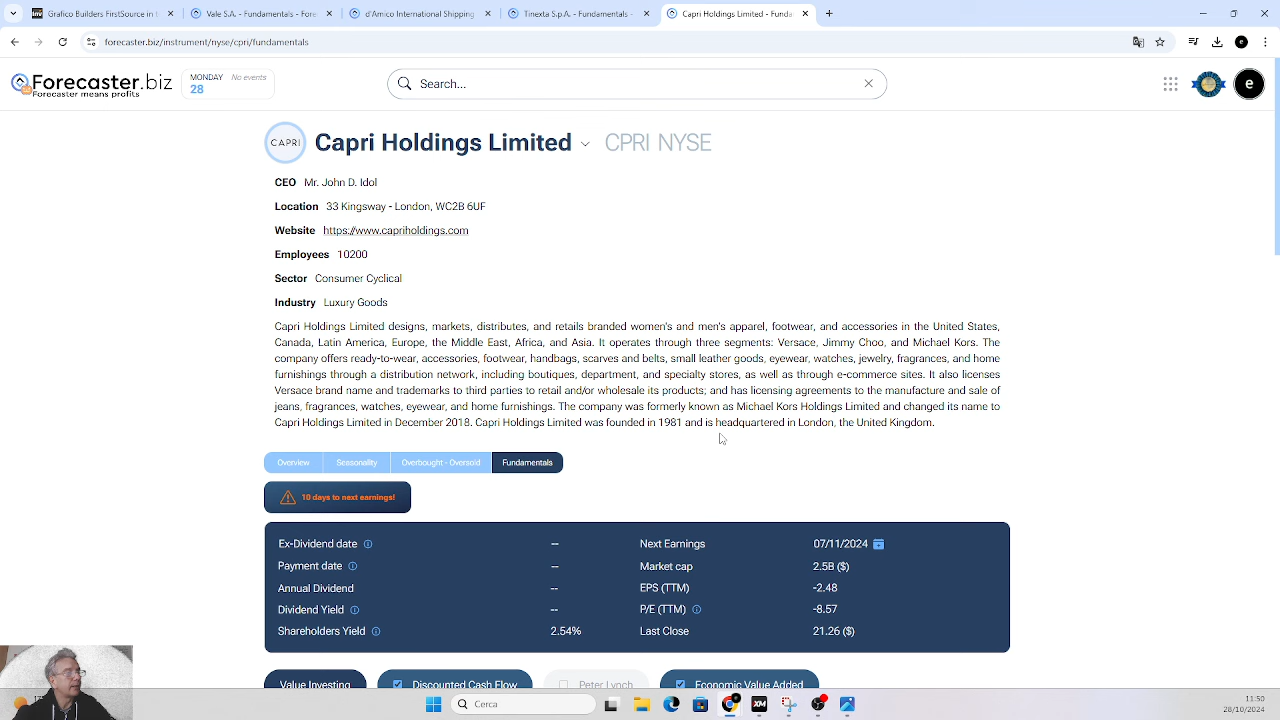 Grafico builders FirstSource I
Vale S.A. - Fundamentals - For
d'Amico International Shipping
Tinexta S.p.A. - Fundamentals -
Capri Holdings Limited - Funda
forecaster.biz/instrument/nyse/cpri/fundamentals
e
Forecaster.biz
Forecaster means profits
MONDAY
No events
28
Search...
e
CAPRI
Capri Holdings Limited
CPRI NYSE
CEO Mr. John D. Idol
Location 33 Kingsway - London, WC2B 6UF
Website https://www.capriholdings.com
Employees 10200
Sector Consumer Cyclical
Industry Luxury Goods
Capri Holdings Limited designs, markets, distributes, and retails branded women's and men's apparel, footwear, and accessories in the United States,
Canada, Latin America, Europe, the Middle East, Africa, and Asia. It operates through three segments: Versace, Jimmy Choo, and Michael Kors. The
company offers ready-to-wear, accessories, footwear, handbags, scarves and belts, small leather goods, eyewear, watches, jewelry, fragrances, and home
furnishings through a distribution network, including boutiques, department, and specialty stores, as well as through e-commerce sites. It also licenses
Versace brand name and trademarks to third parties to retail and/or wholesale its products; and has licensing agreements to the manufacture and sale of
jeans, fragrances, watches, eyewear, and home furnishings. The company was formerly known as Michael Kors Holdings Limited and changed its name to
Capri Holdings Limited in December 2018. Capri Holdings Limited was founded in 1981 and is headquartered in London, the United Kingdom.
Overview Seasonality Overbought - Oversold Fundamentals
10 days to next earnings!
Ex-Dividend date -- Next Earnings 07/11/2024
Payment date -- Market cap 2.5B ($)
Annual Dividend -- EPS (TTM) -2.48
Dividend Yield -- P/E (TTM) -8.57
Shareholders Yield 2.54% Last Close 21.26 ($)
Value Investing Discounted Cash Flow Peter Lynch Economic Value Added
Cerca
XM
11:50
28/10/2024